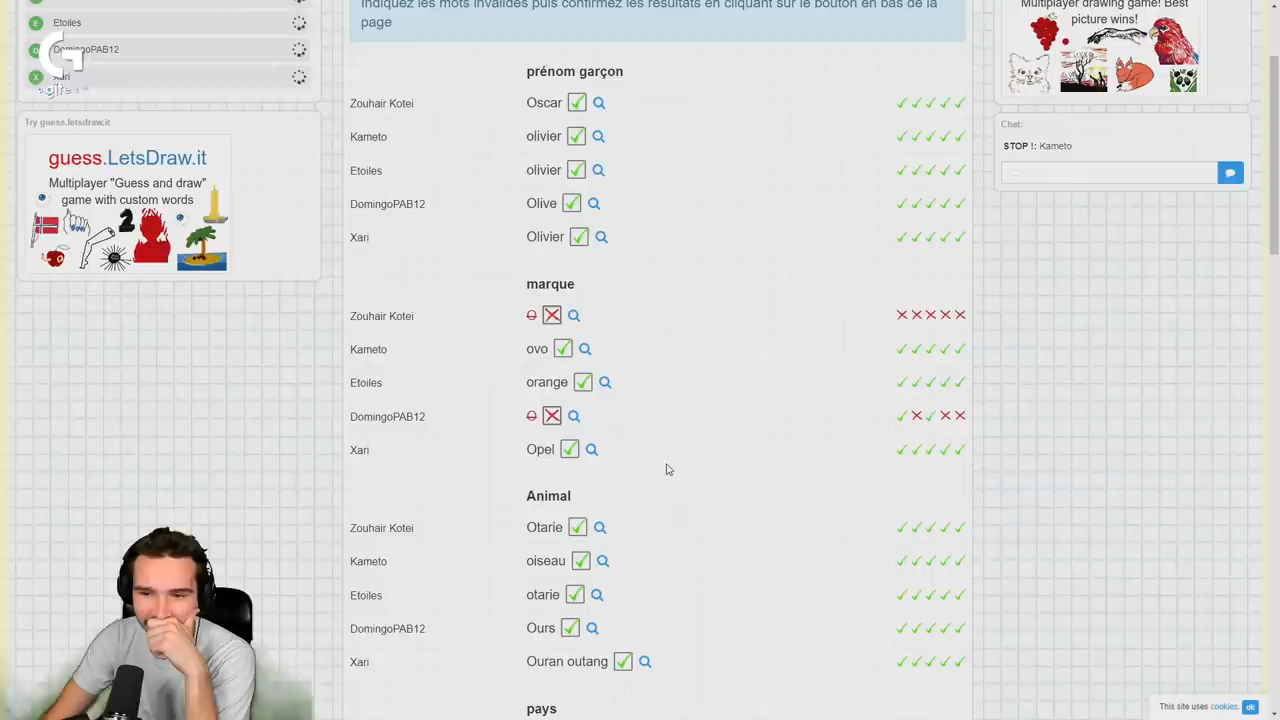 Indiquez les mots invalides puis confirmez les résultats en cliquant sur le bouton en bas de la
page
Etoiles
DomingoPAB12
Xari
Try guess.letsdraw.it
guess.LetsDraw.it
Multiplayer "Guess and draw"
game with custom words
prénom garçon
Zouhair Kotei Oscar
Kameto olivier
Etoiles olivier
DomingoPAB12 Olive
Xari Olivier
marque
Zouhair Kotei
Kameto ovo
Etoiles orange
DomingoPAB12
Xari Opel
Animal
Zouhair Kotei Otarie
Kameto oiseau
Etoiles otarie
DomingoPAB12 Ours
Xari Ouran outang
pays
Multiplayer drawing game! Best
picture wins!
Chat:
STOP !: Kameto
This site uses cookies. ok